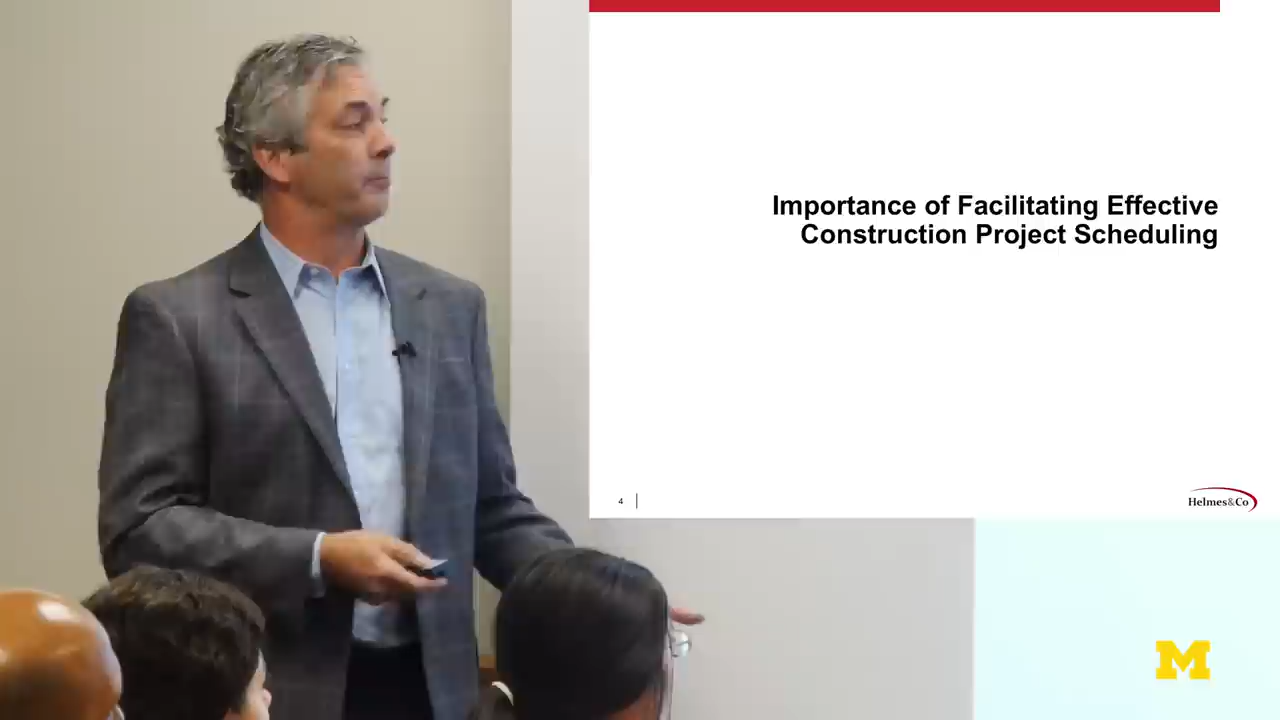 Importance of Facilitating Effective
Construction Project Scheduling
4
Helmes&Co
M